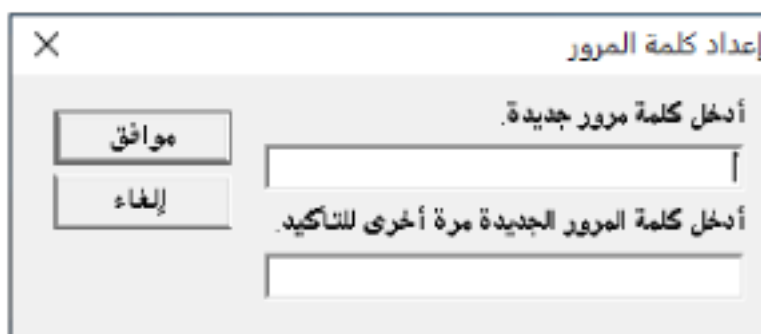 إعداد كلمة المرور
أدخل كلمة مرور جديدة.
موافق
إلغاء
أدخل كلمة المرور الجديدة مرة أخرى للتأكيد.